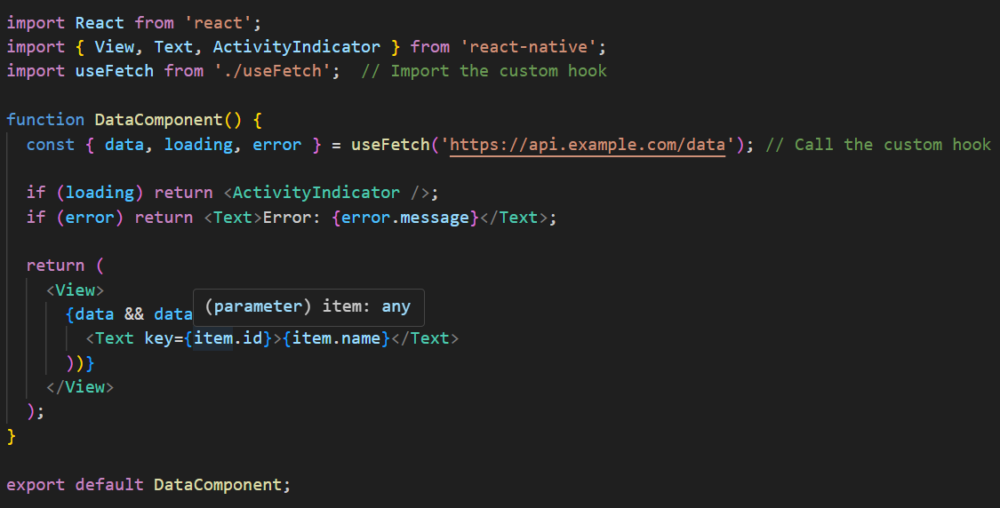 import React from 'react';
import { View, Text, ActivityIndicator } from 'react-native';
import useFetch from './useFetch';  // Import the custom hook

function DataComponent() {
  const { data, loading, error } = useFetch('https://api.example.com/data'); // Call the custom hook

  if (loading) return <ActivityIndicator />;
  if (error) return <Text>Error: {error.message}</Text>;

  return (
    <View>
      {data && data
(parameter) item: any
        <Text key={item.id}>{item.name}</Text>
      ))}
    </View>
  );
}

export default DataComponent;